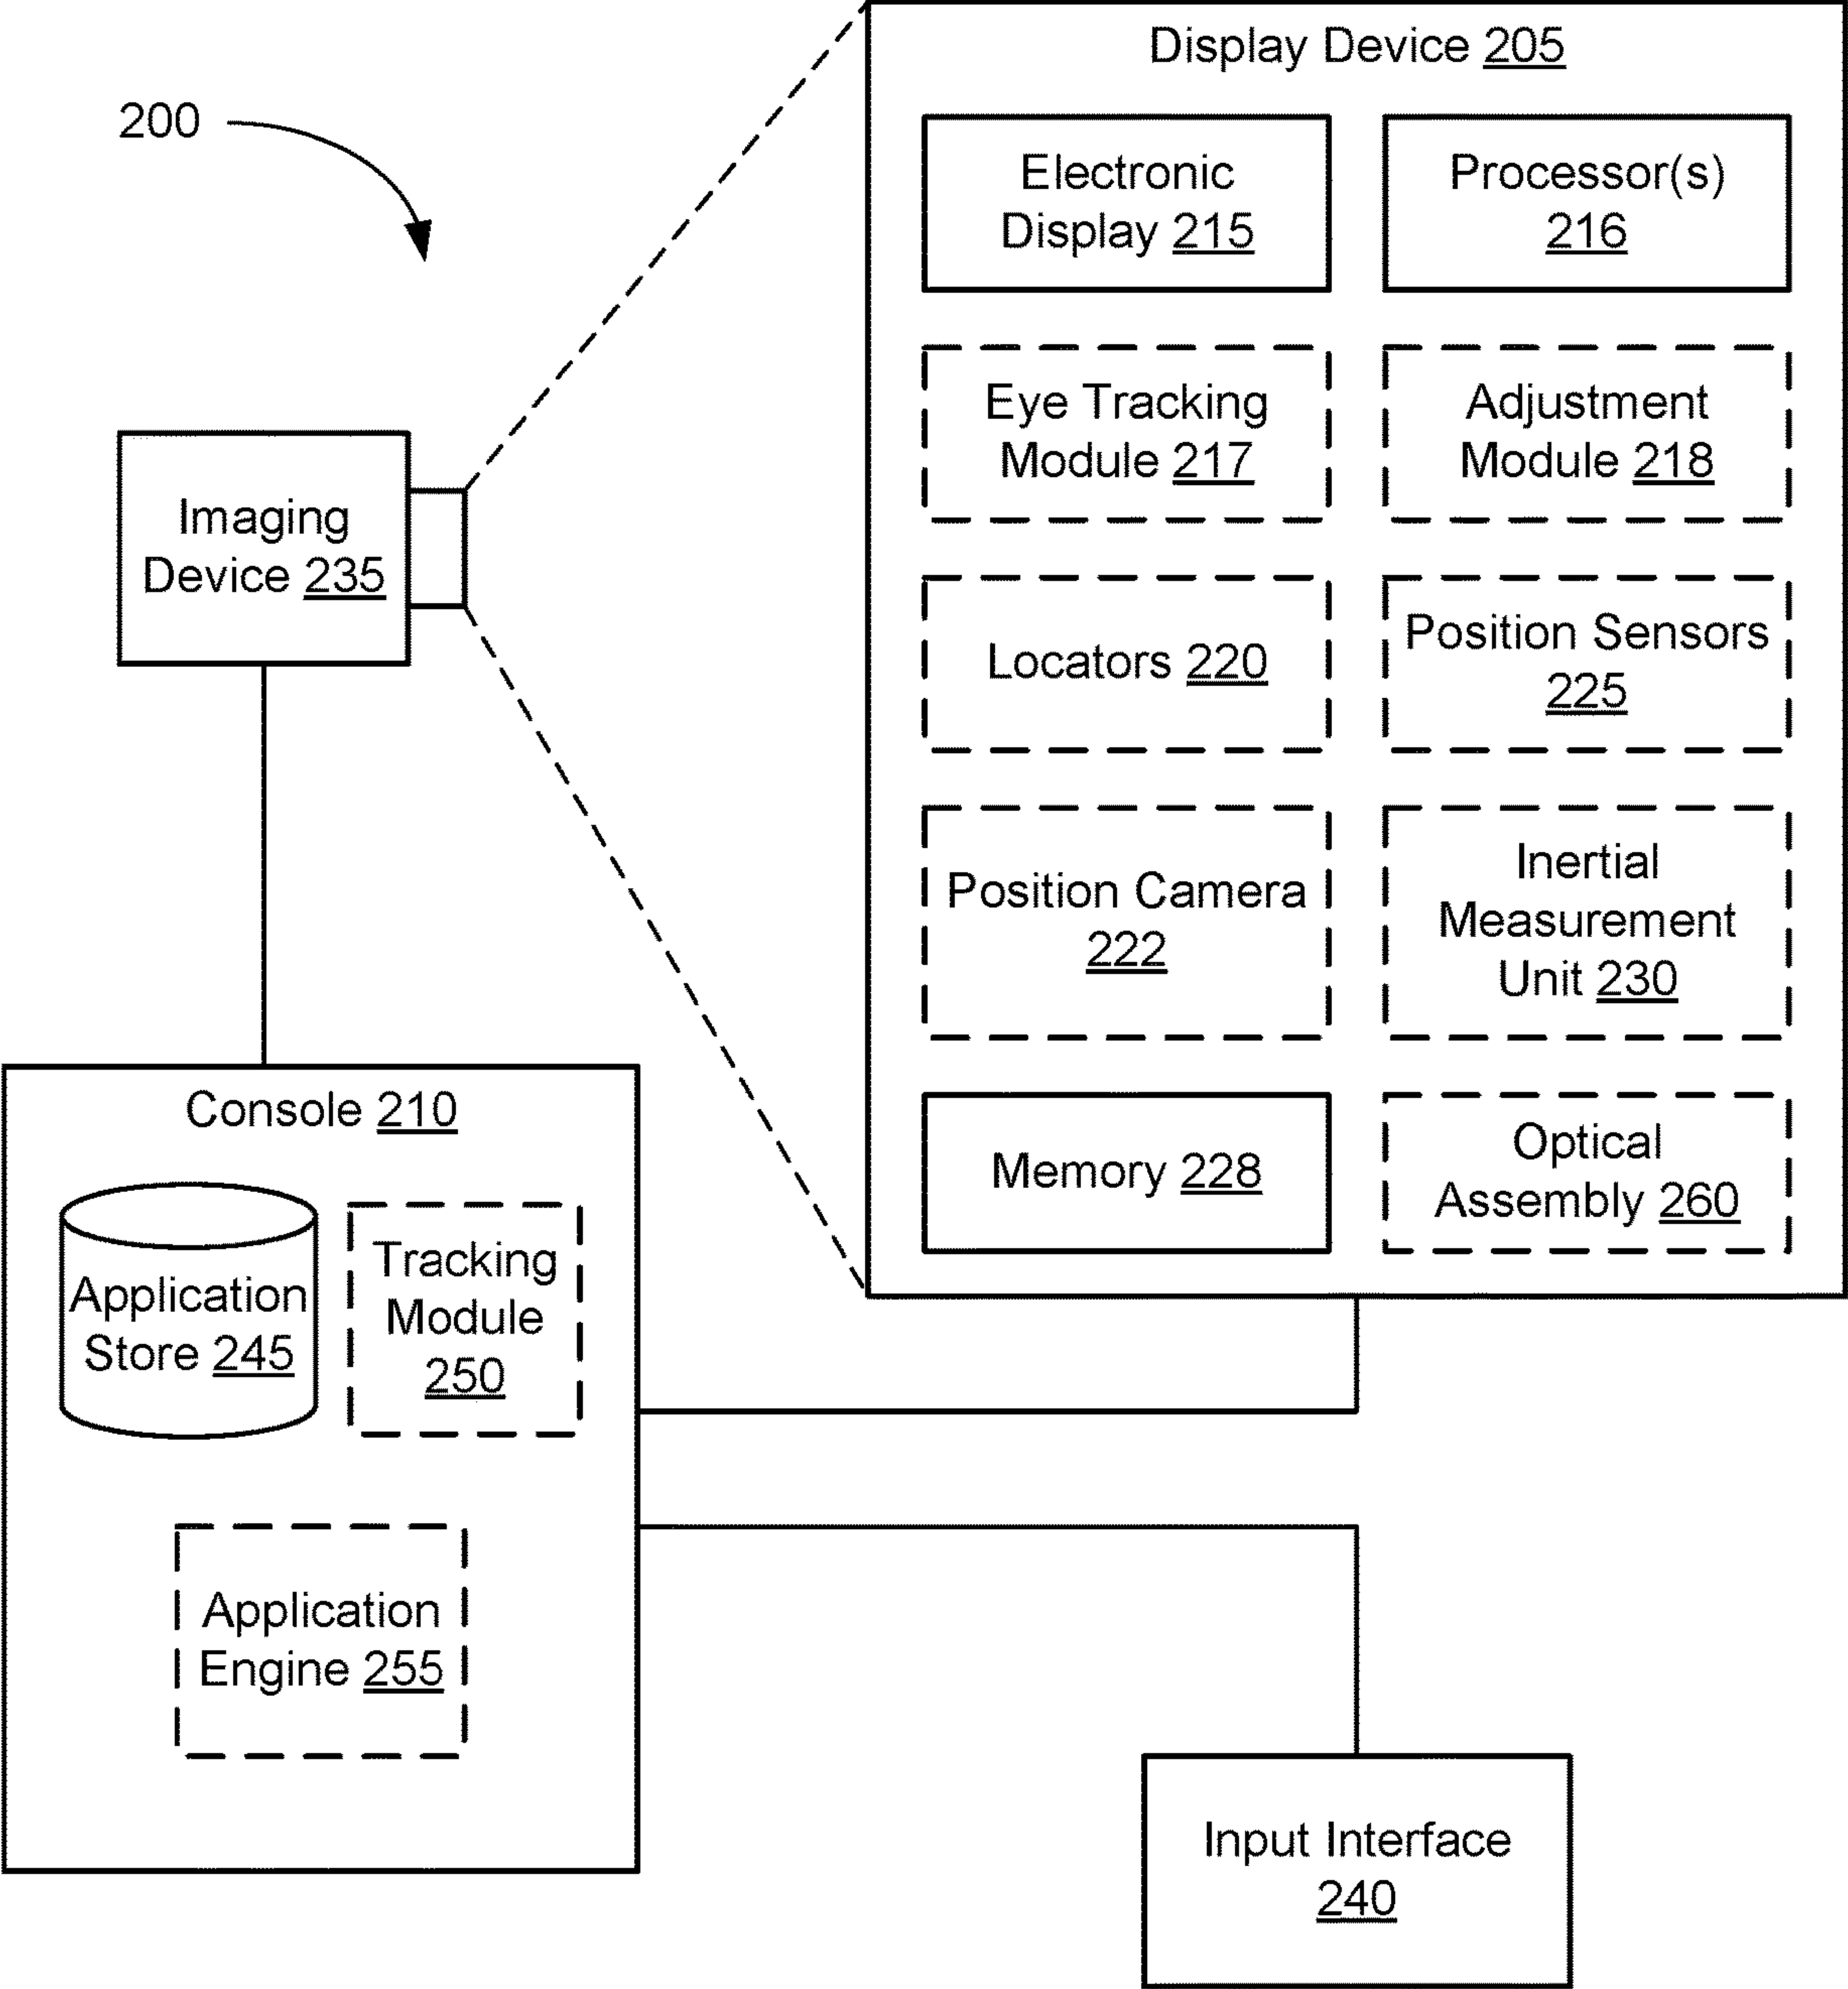 200
Display Device 205
Electronic
Display 215
Processor(s)
216
Eye Tracking
Module 217
Adjustment
Module 218
Imaging
Device 235
Locators 220
Position Sensors
225
Position Camera
222
Inertial
Measurement
Unit 230
Memory 228
Optical
Assembly 260
Console 210
Application
Store 245
Tracking
Module
250
Application
Engine 255
Input Interface
240